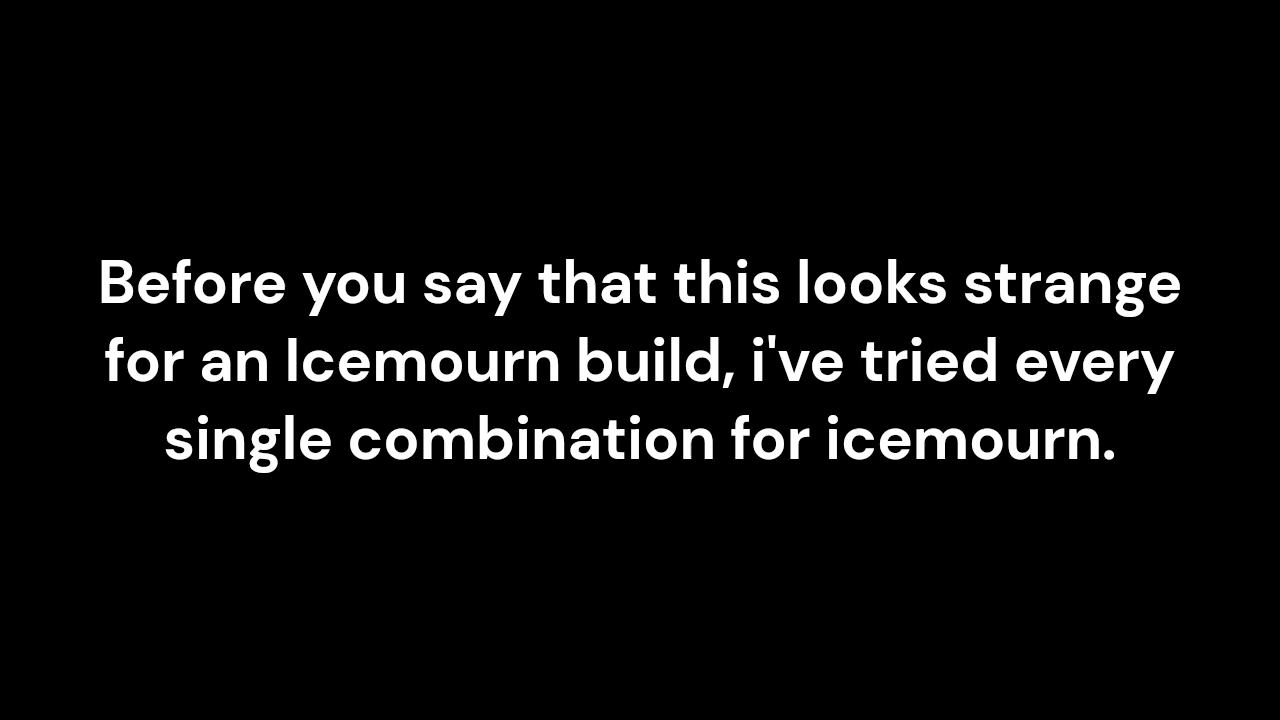 Before you say that this looks strange
for an Icemourn build, i've tried every
single combination for icemourn.